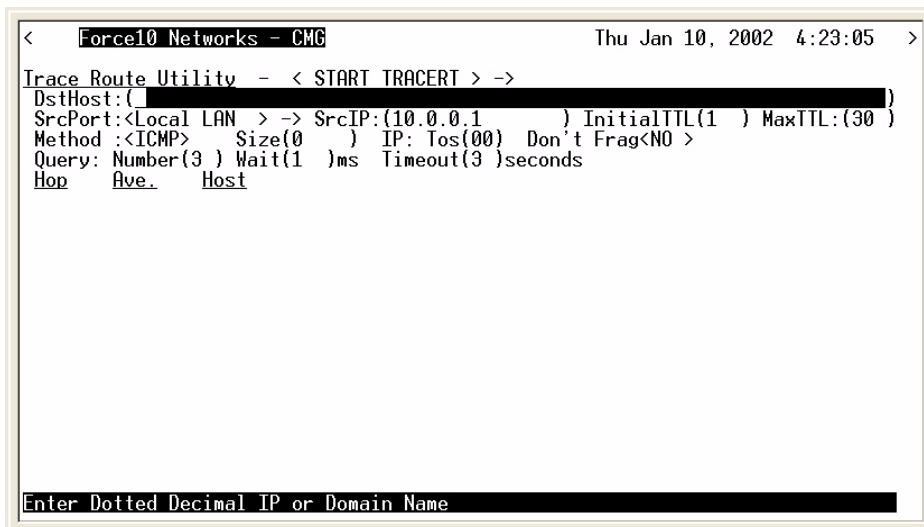 < Force10 Networks - CMG Thu Jan 10, 2002 4:23:05 >
Trace Route Utility - < START TRACERT > ->
DstHost:(_ )
SrcPort:<Local LAN > -> SrcIP:(10.0.0.1 ) InitialTTL(1 ) MaxTTL:(30 )
Method :<ICMP> Size(0 ) IP: Tos(00) Don't Frag<NO >
Query: Number(3 ) Wait(1 )ms Timeout(3 )seconds
Hop Ave. Host
Enter Dotted Decimal IP or Domain Name